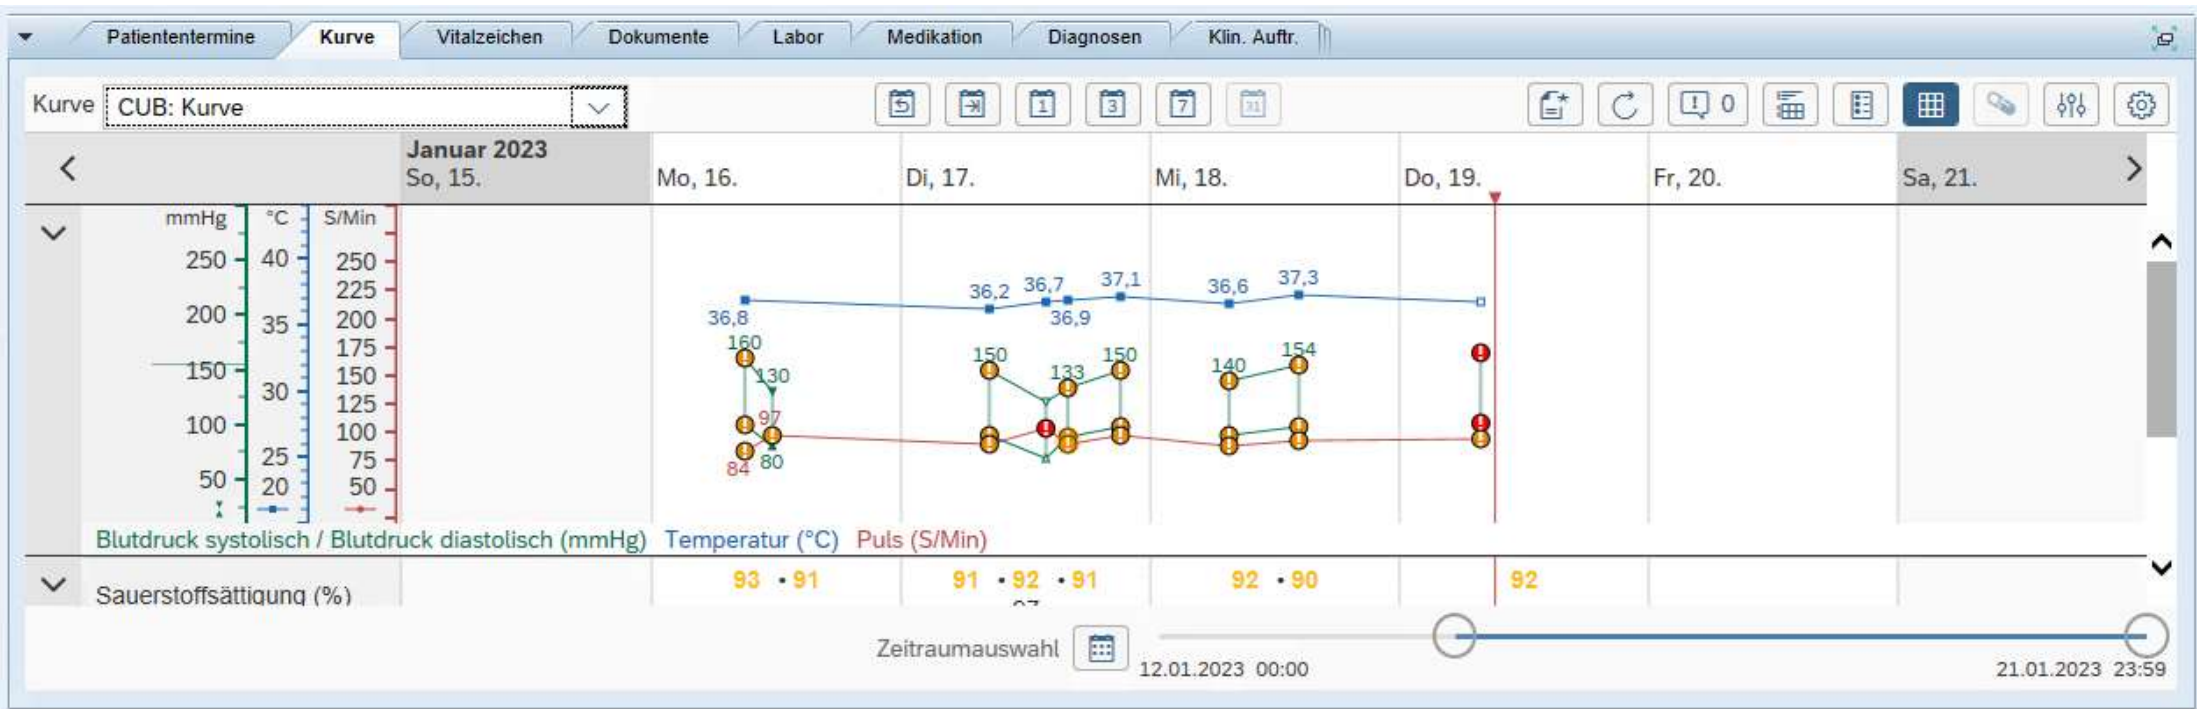 Patiententermine Kurve Vitalzeichen Dokumente Labor Medikation Diagnosen Klin. Auftr.
Kurve CUB: Kurve 1 3 7 31 0
Januar 2023
So, 15. Mo, 16. Di, 17. Mi, 18. Do, 19. Fr, 20. Sa, 21.
mmHg °C S/Min
250 40 250
225
200 35 200
175
150 150
30 125
100 100
25 75
50 20 50
36,8 36,2 36,7 36,9 37,1 36,6 37,3
160 130 150 133 150 140 154
97
84 80
Blutdruck systolisch / Blutdruck diastolisch (mmHg) Temperatur (°C) Puls (S/Min)
Sauerstoffsättigung (%) 93 • 91 91 • 92 • 91 92 • 90 92
Zeitraumauswahl
12.01.2023 00:00 21.01.2023 23:59